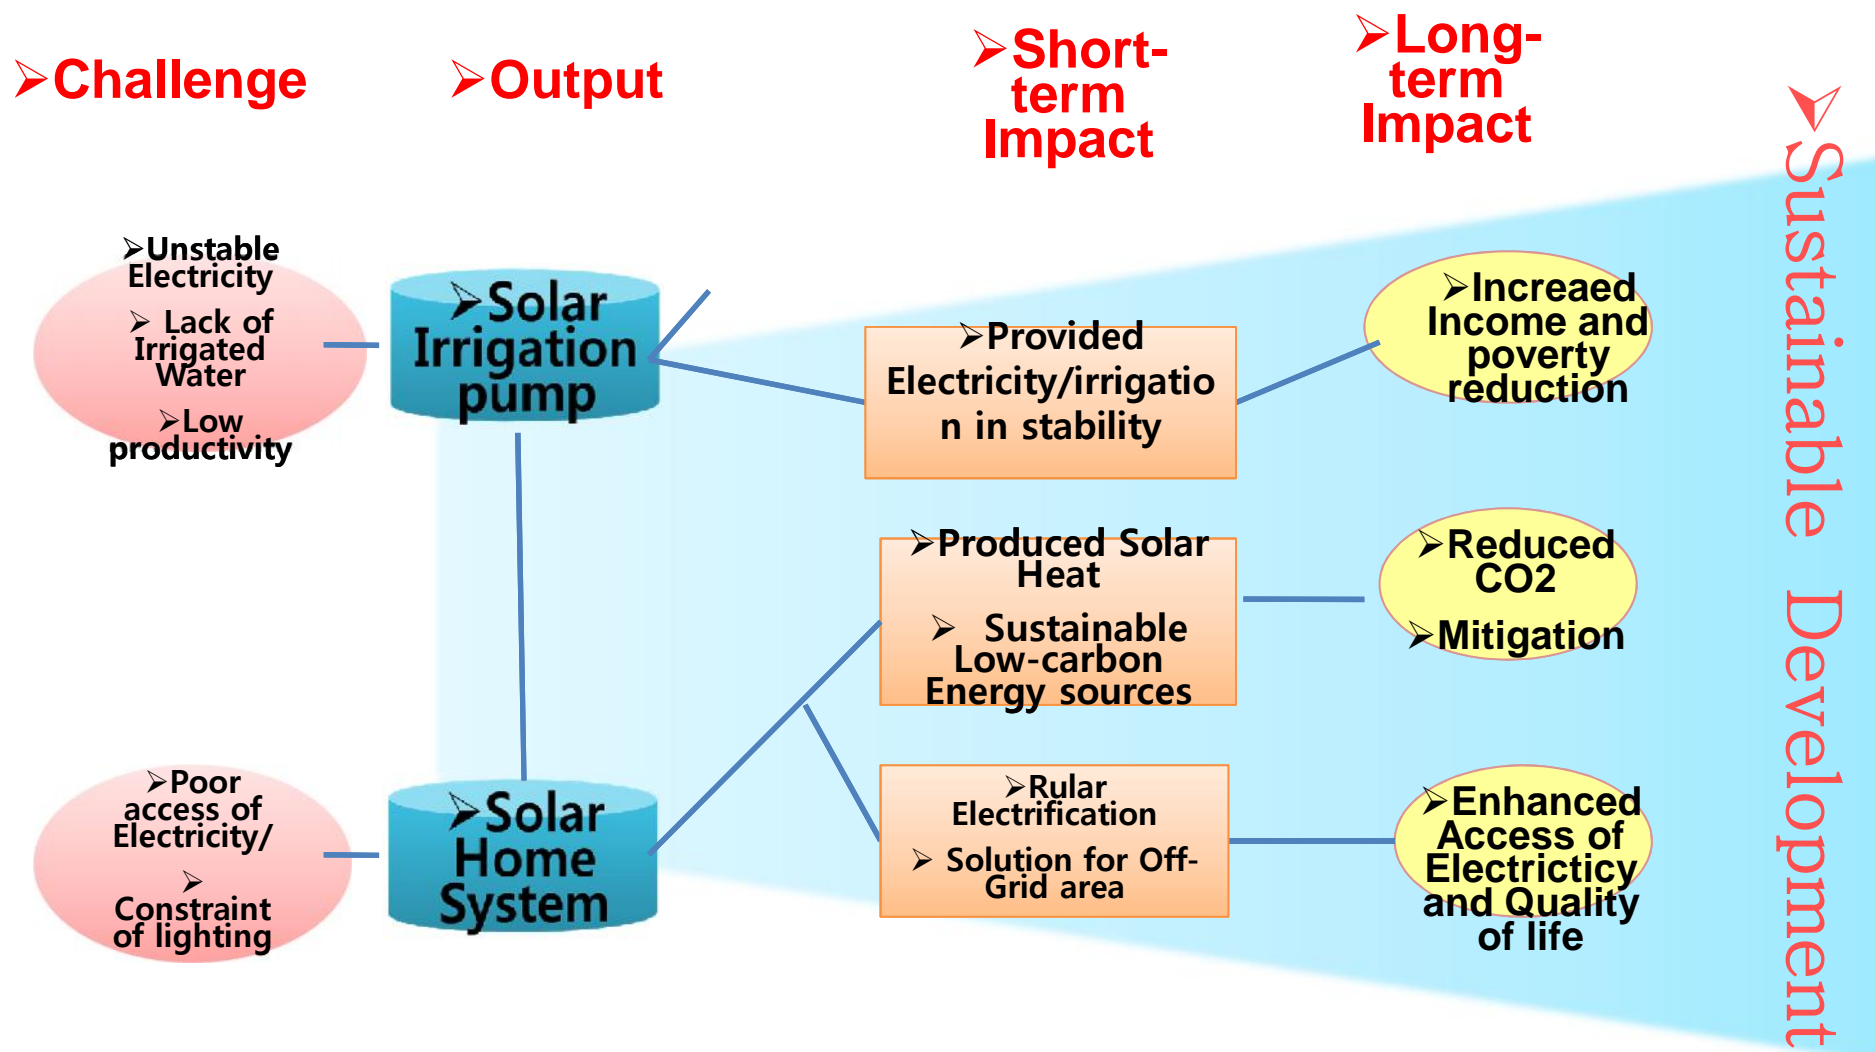 ➢Challenge
➢Output
➢Short-
term
Impact
➢Long-
term
Impact
➢Unstable
Electricity
➢ Lack of
Irrigated
Water
➢Low
productivity
➢Solar
Irrigation
pump
➢Provided
Electricity/irrigatio
n in stability
➢Increaed
Income and
poverty
reduction
➢Produced Solar
Heat
➢ Sustainable
Low-carbon
Energy sources
➢Reduced
CO2
➢Mitigation
➢Poor
access of
Electricity/
➢
Constraint
of lighting
➢Solar
Home
System
➢Rular
Electrification
➢ Solution for Off-
Grid area
➢Enhanced
Access of
Electricticy
and Quality
of life
➢Sustainable Development